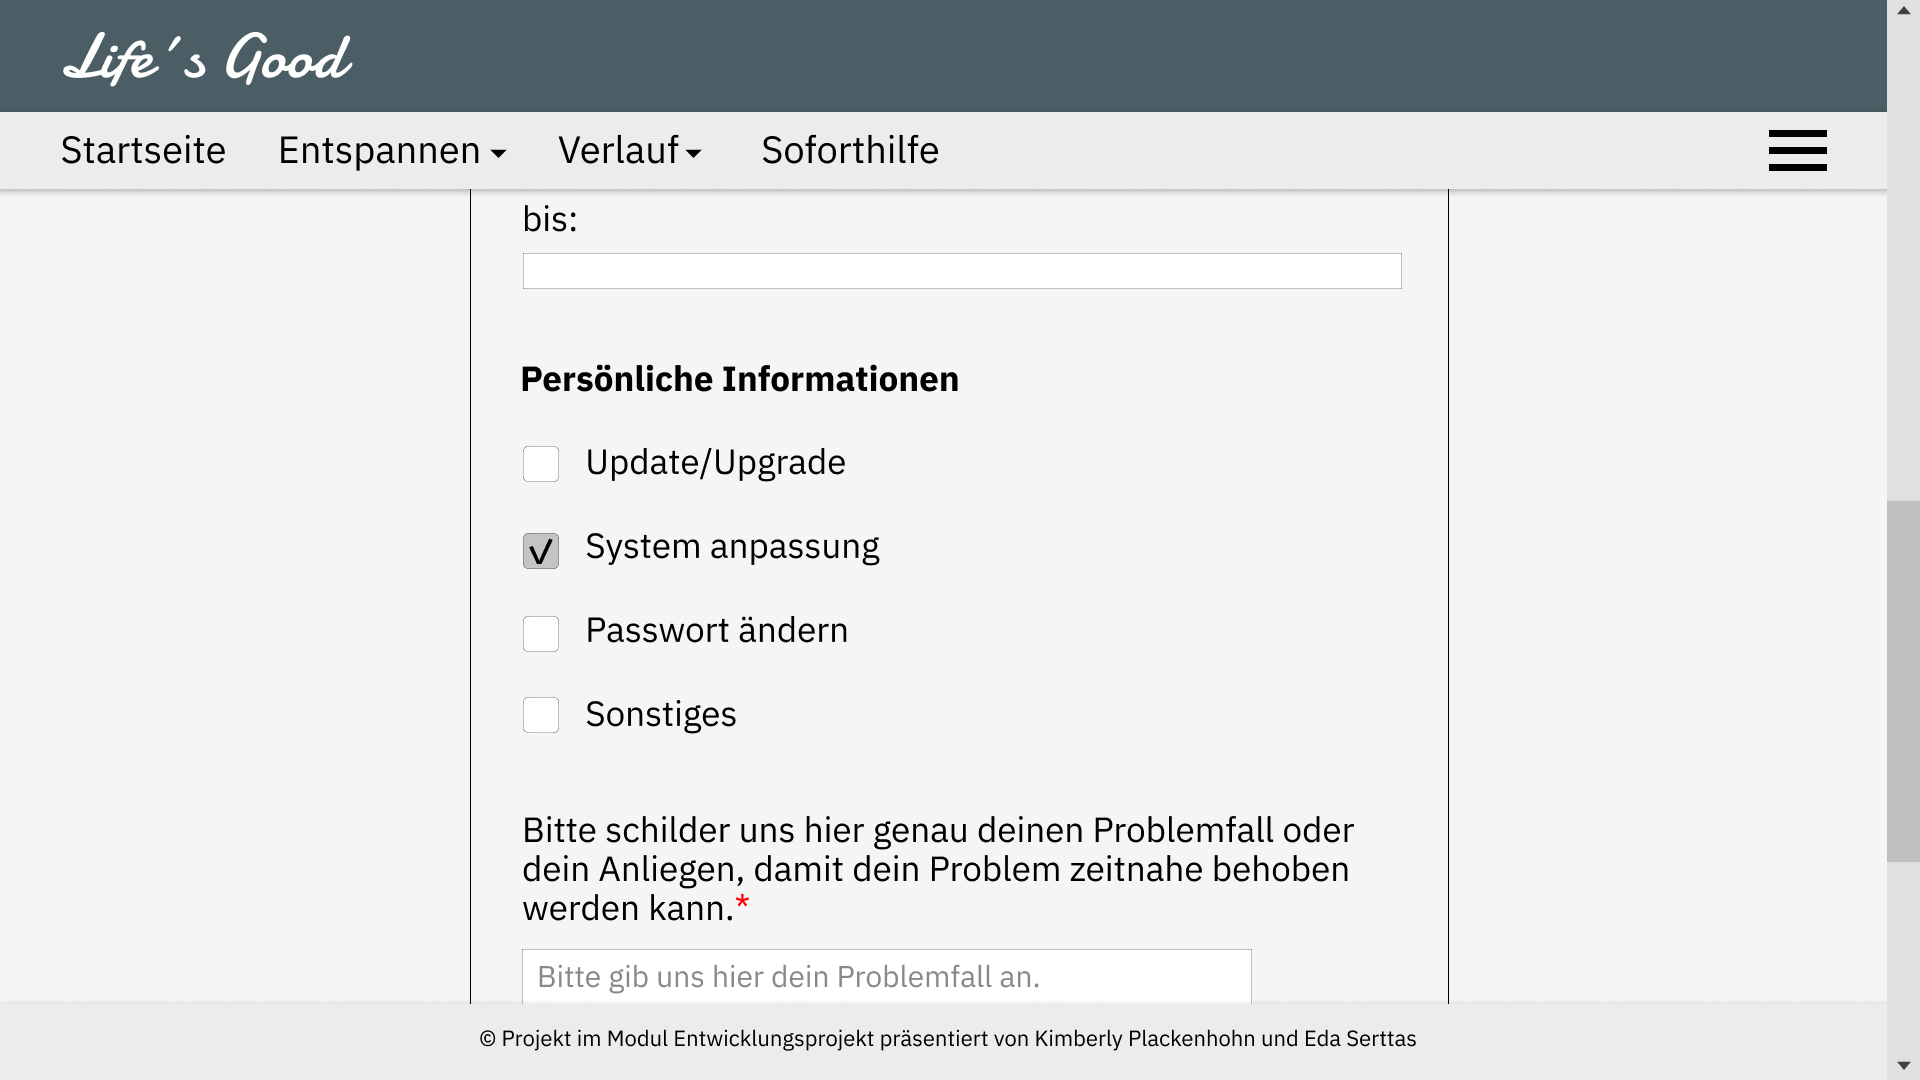 Life´s Good
Startseite Entspannen Verlauf Soforthilfe
bis:
Persönliche Informationen
Update/Upgrade
System anpassung
Passwort ändern
Sonstiges
Bitte schilder uns hier genau deinen Problemfall oder
dein Anliegen, damit dein Problem zeitnahe behoben
werden kann.*
Bitte gib uns hier dein Problemfall an.
© Projekt im Modul Entwicklungsprojekt präsentiert von Kimberly Plackenhohn und Eda Serttas